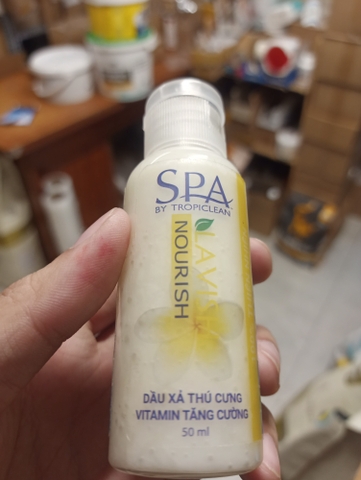 SPA
BY TROPICLEAN
LAVISH
NOURISH
DẦU XẢ THÚ CƯNG
VITAMIN TĂNG CƯỜNG
50 ml